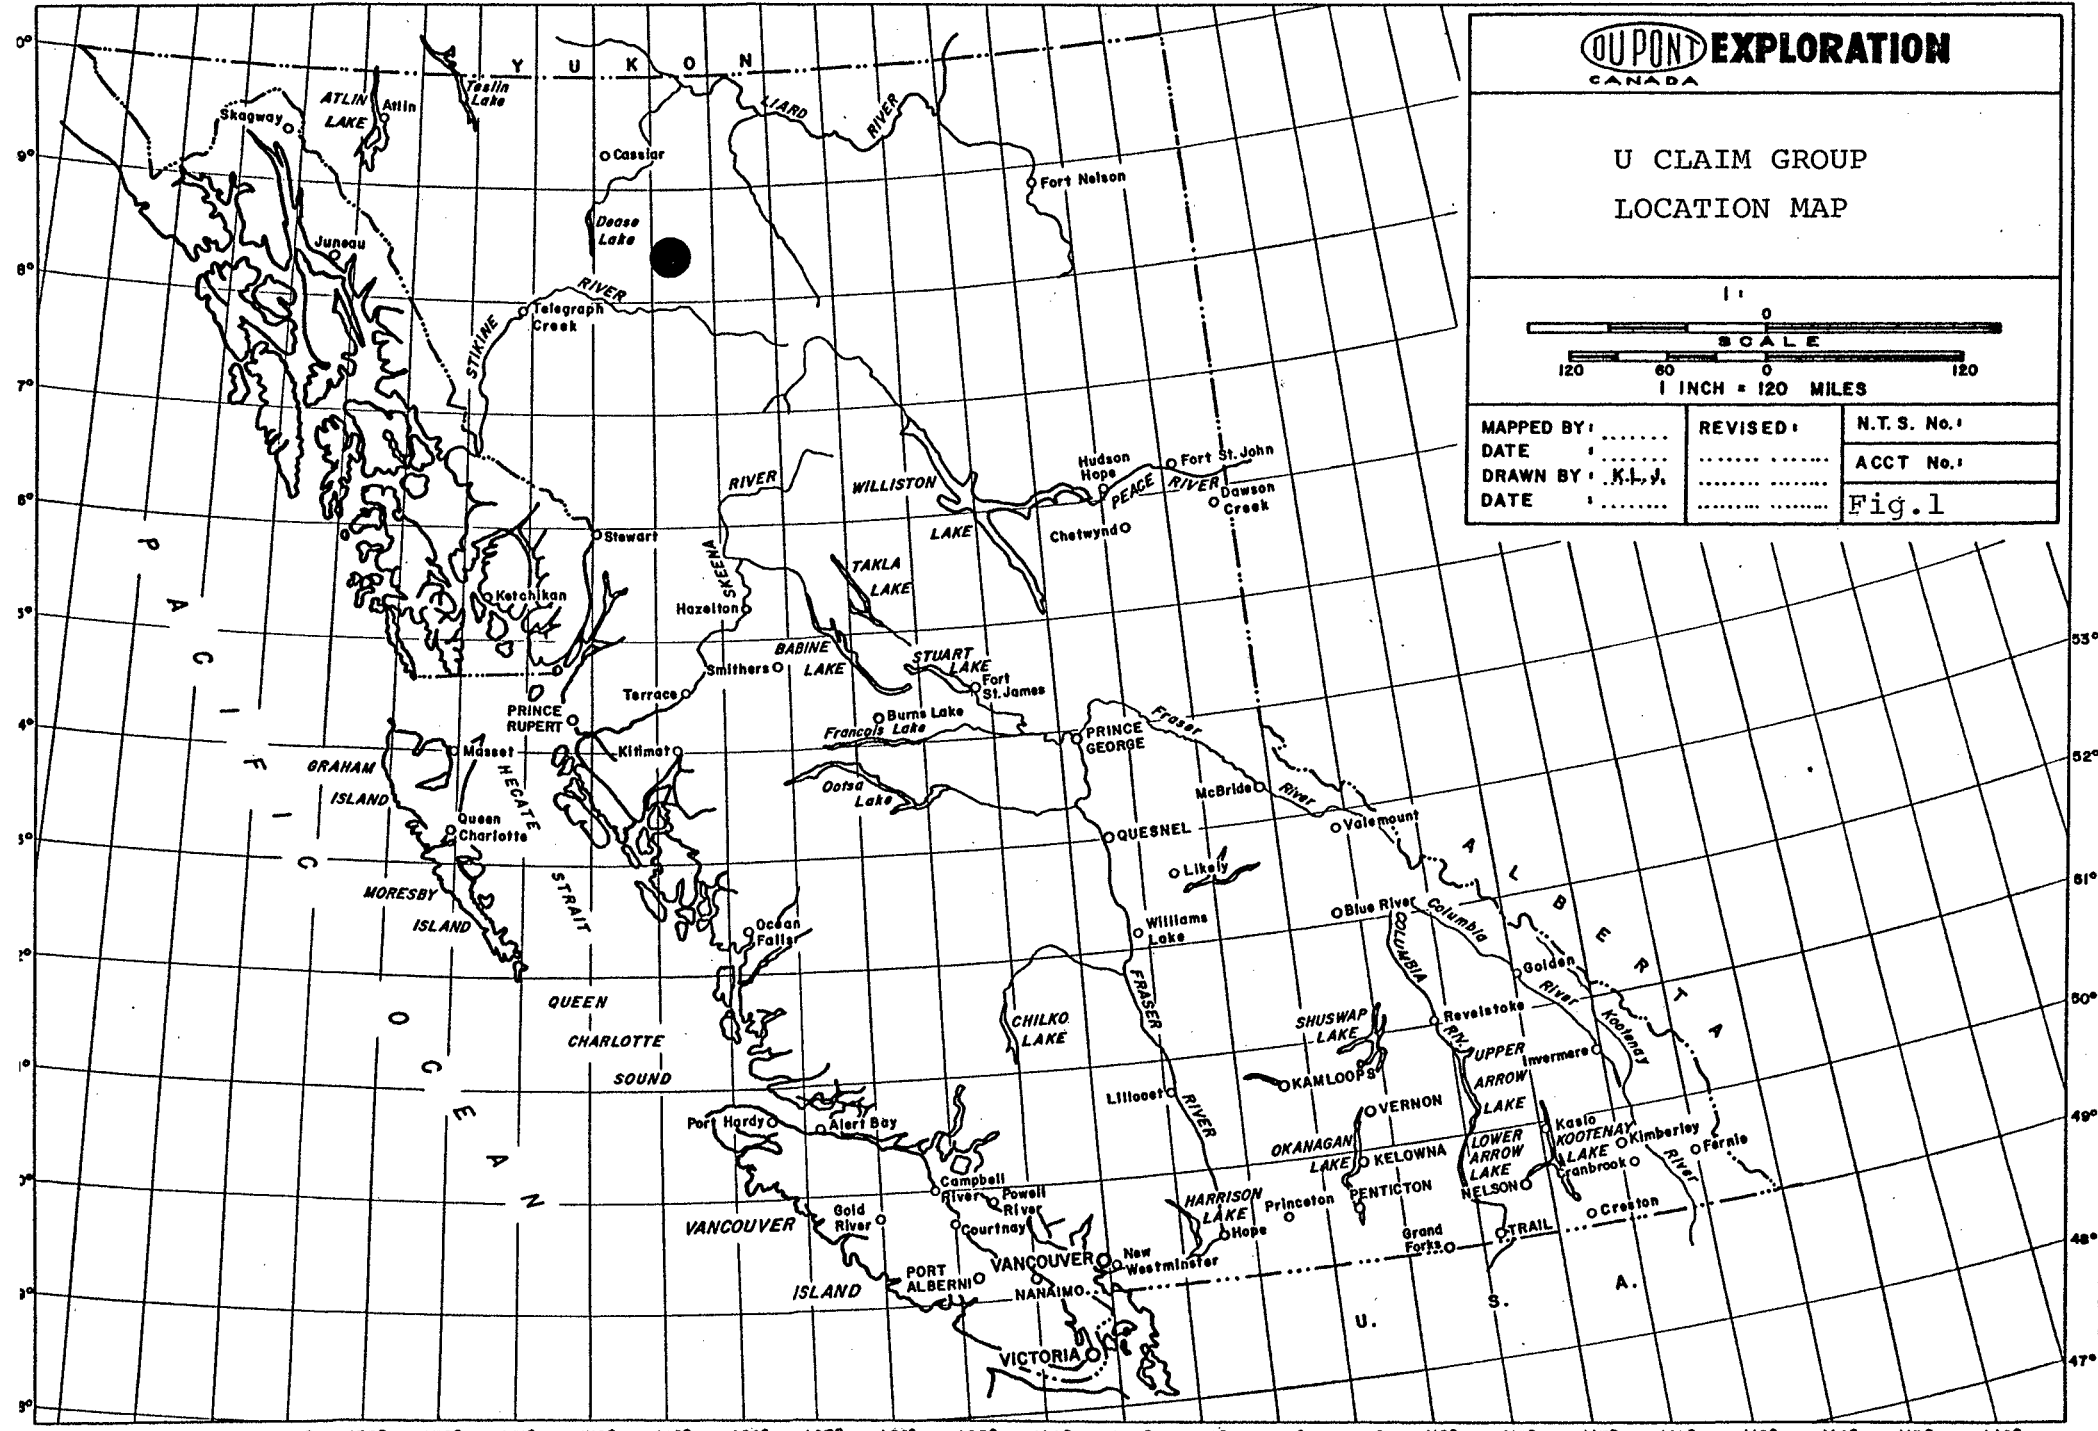 DU PONT EXPLORATION
CANADA
U CLAIM GROUP
LOCATION MAP
1:
0
SCALE
120 60 0 120
1 INCH = 120 MILES
MAPPED BY: .......
DATE : .......
DRAWN BY: K.L.J.
DATE : ........
REVISED:
N.T.S. No.:
ACCT No.:
Fig.1
YUKON
ATLIN
LAKE
Atlin
Teslin
Lake
Skagway
LIARD
RIVER
Cassiar
Fort Nelson
Dease
Lake
Juneau
RIVER
Telegraph
Creek
STIKINE
Hudson
Hope
Fort St. John
PEACE
RIVER
Dawson
Creek
Chetwynd
RIVER
WILLISTON
LAKE
Stewart
SKEENA
TAKLA
LAKE
Ketchikan
Hazelton
BABINE
LAKE
Smithers
STUART
LAKE
Fort
St. James
Terrace
PRINCE
RUPERT
Burns Lake
Francois Lake
Fraser
PRINCE
GEORGE
Masset
Kitimat
GRAHAM
ISLAND
HECATE
STRAIT
Ootsa
Lake
McBride
River
Valemount
Queen
Charlotte
QUESNEL
Likely
MORESBY
ISLAND
Ocean
Falls
Williams
Lake
Blue River
Columbia
COLUMBIA
ALBERTA
Golden
River
Kootenay
QUEEN
CHARLOTTE
SOUND
CHILKO
LAKE
FRASER
SHUSWAP
LAKE
Revelstoke
RIV.
UPPER
ARROW
LAKE
Invermere
KAMLOOPS
Lillooet
RIVER
VERNON
Port Hardy
Alert Bay
OKANAGAN
LAKE
KELOWNA
LOWER
ARROW
LAKE
Kaslo
KOOTENAY
LAKE
Kimberley
Cranbrook
Fernie
River
NELSON
Campbell
River
Powell
River
Gold
River
Courtnay
HARRISON
LAKE
Princeton
PENTICTON
Hope
Creston
VANCOUVER
ISLAND
Grand
Forks
TRAIL
VANCOUVER
New
Westminster
PORT
ALBERNI
NANAIMO
VICTORIA
PACIFIC
OCEAN
U. S. A.
53°
52°
51°
50°
49°
48°
47°